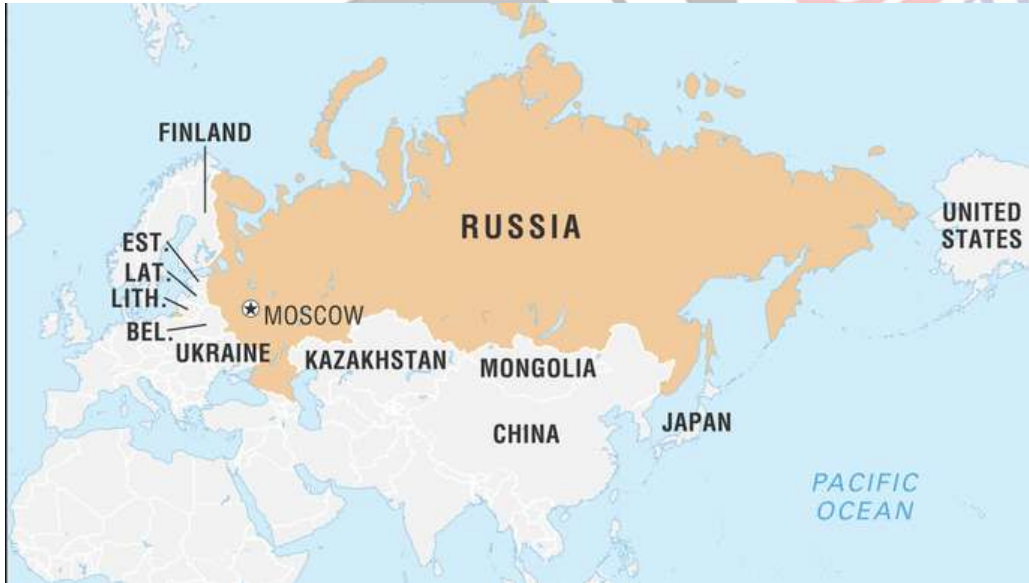 FINLAND
RUSSIA
UNITED
STATES
EST.
LAT.
LITH.
BEL.
MOSCOW
UKRAINE
KAZAKHSTAN
MONGOLIA
CHINA
JAPAN
PACIFIC
OCEAN